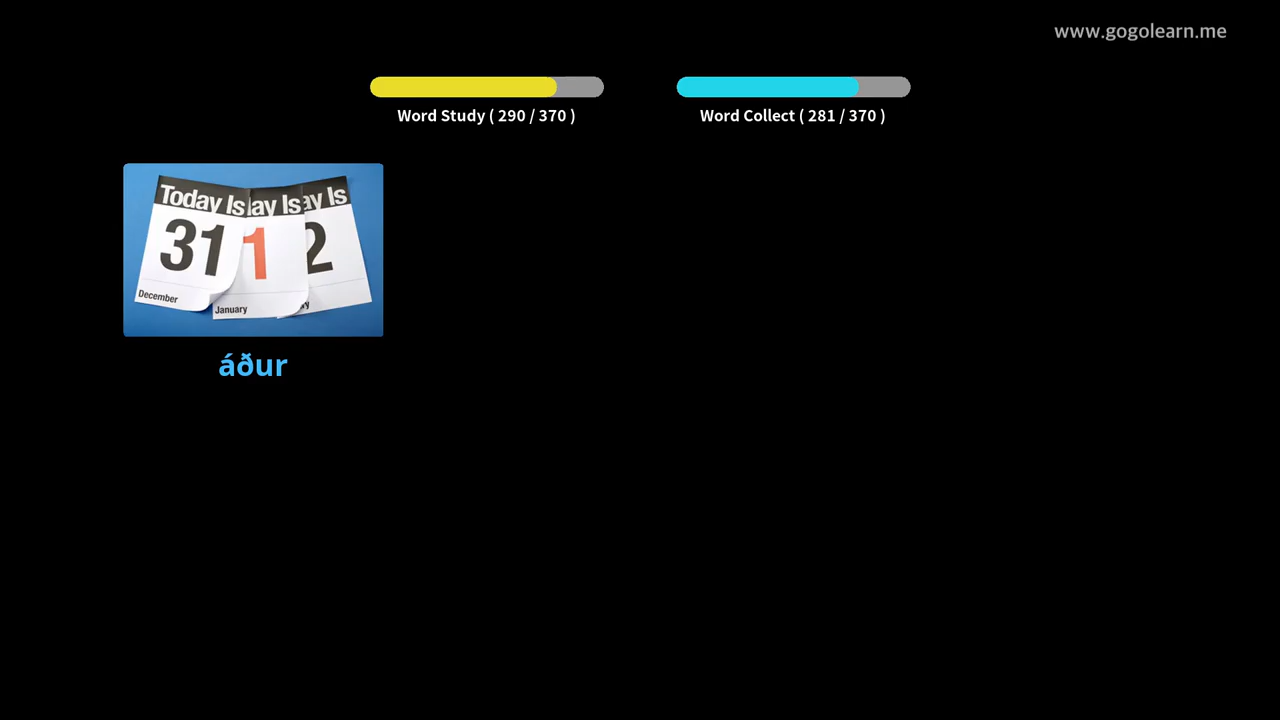 www.gogolearn.me
Word Study ( 290 / 370 )
Word Collect ( 281 / 370 )
Today Is
ay Is
ay Is
31
1
2
December
January
áður